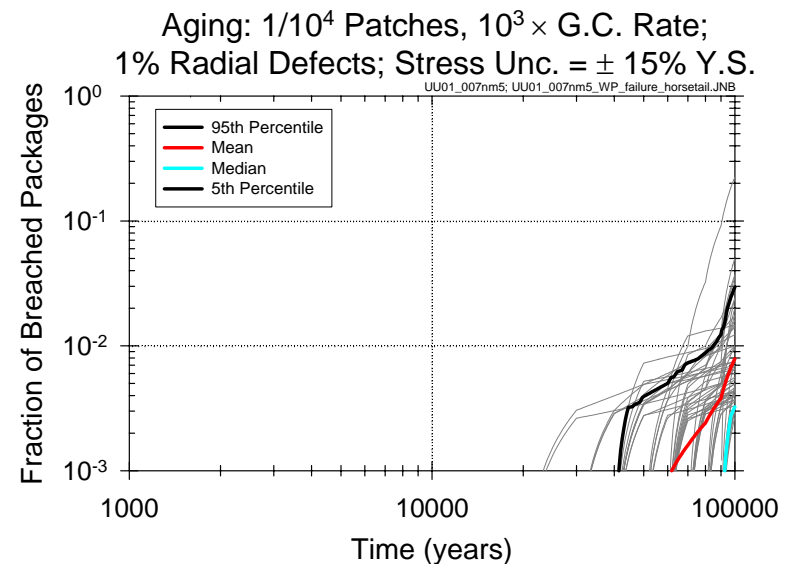 Aging: 1/10⁴ Patches, 10³ × G.C. Rate;
1% Radial Defects; Stress Unc. = ± 15% Y.S.
UU01_007nm5; UU01_007nm5_WP_failure_horsetail.JNB
Fraction of Breached Packages
10⁰
10⁻¹
10⁻²
10⁻³
95th Percentile
Mean
Median
5th Percentile
1000 10000 100000
Time (years)